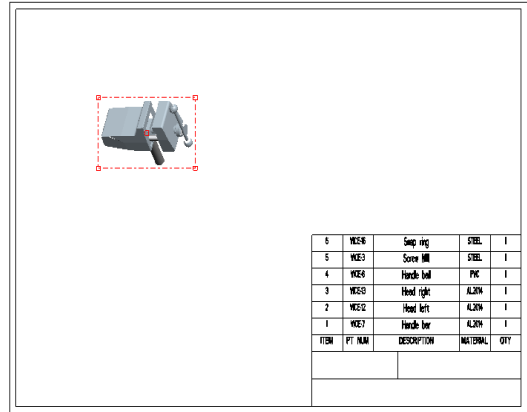 6 VICE-16 Snap ring STEEL 1
5 VICE-3 Screw M8 STEEL 1
4 VICE-6 Handle ball PVC 1
3 VICE-13 Head right AL2014 1
2 VICE-12 Head left AL2014 1
1 VICE-7 Handle bar AL2014 1
ITEM PT NUM DESCRIPTION MATERIAL QTY